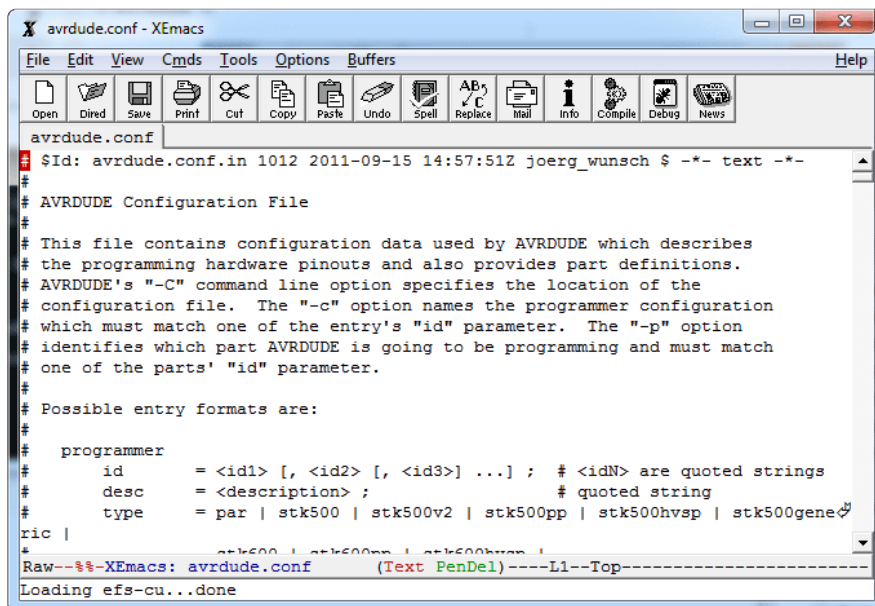 avrdude.conf - XEmacs
File Edit View Cmds Tools Options Buffers Help
Open Dired Save Print Cut Copy Paste Undo Spell Replace Mail Info Compile Debug News
avrdude.conf
# $Id: avrdude.conf.in 1012 2011-09-15 14:57:51Z joerg_wunsch $ -*- text -*-
#
# AVRDUDE Configuration File
#
# This file contains configuration data used by AVRDUDE which describes
# the programming hardware pinouts and also provides part definitions.
# AVRDUDE's "-C" command line option specifies the location of the
# configuration file.  The "-c" option names the programmer configuration
# which must match one of the entry's "id" parameter.  The "-p" option
# identifies which part AVRDUDE is going to be programming and must match
# one of the parts' "id" parameter.
#
# Possible entry formats are:
#
#   programmer
#       id       = <id1> [, <id2> [, <id3>] ...] ;  # <idN> are quoted strings
#       desc     = <description> ;                  # quoted string
#       type     = par | stk500 | stk500v2 | stk500pp | stk500hvsp | stk500gene
ric |
#                  stk600 | stk600pp | stk600hvsp |
Raw--%%-XEmacs: avrdude.conf      (Text PenDel)----L1--Top------------------------
Loading efs-cu...done